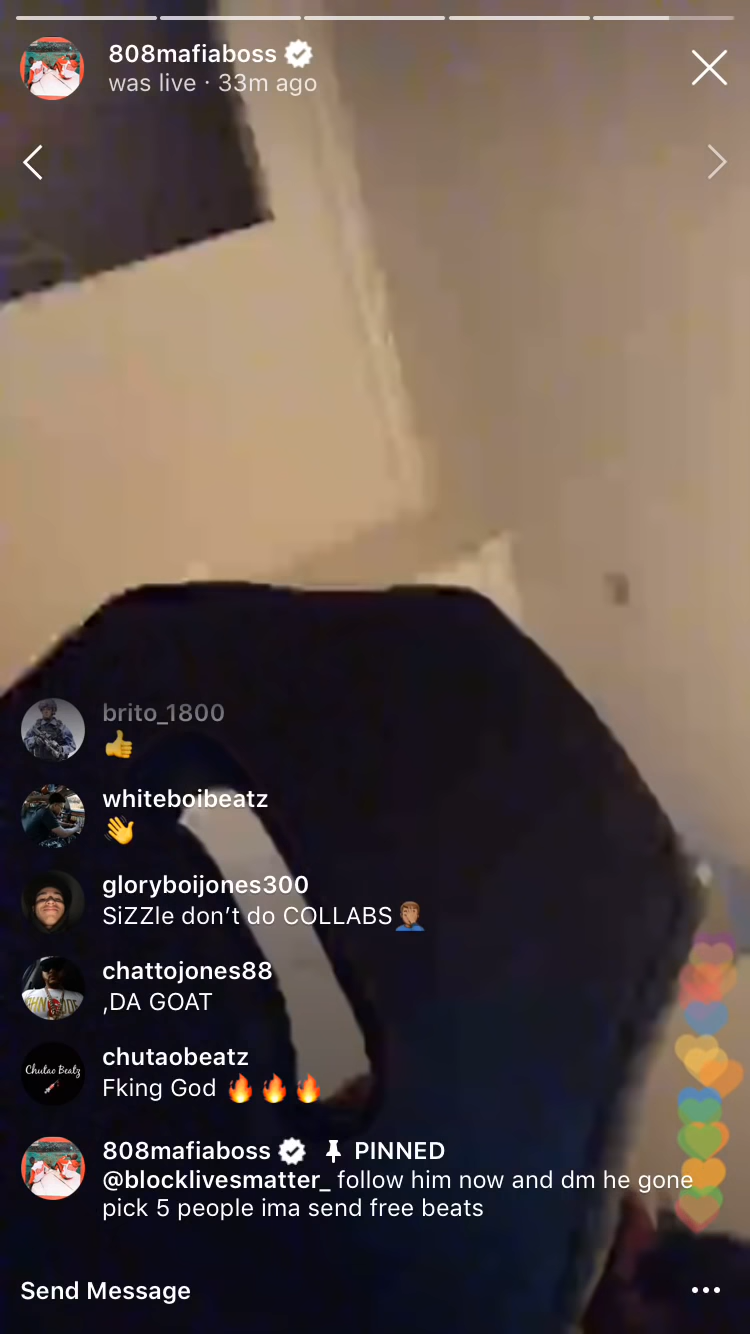 808mafiaboss
was live · 33m ago
brito_1800
👍
whiteboibeatz
👋
gloryboijones300
SiZZle don’t do COLLABS🤦🏽‍♂️
chattojones88
,DA GOAT
Chutao Beatz
chutaobeatz
Fking God 🔥🔥🔥
808mafiaboss PINNED
@blocklivesmatter_ follow him now and dm he gone
pick 5 people ima send free beats
Send Message